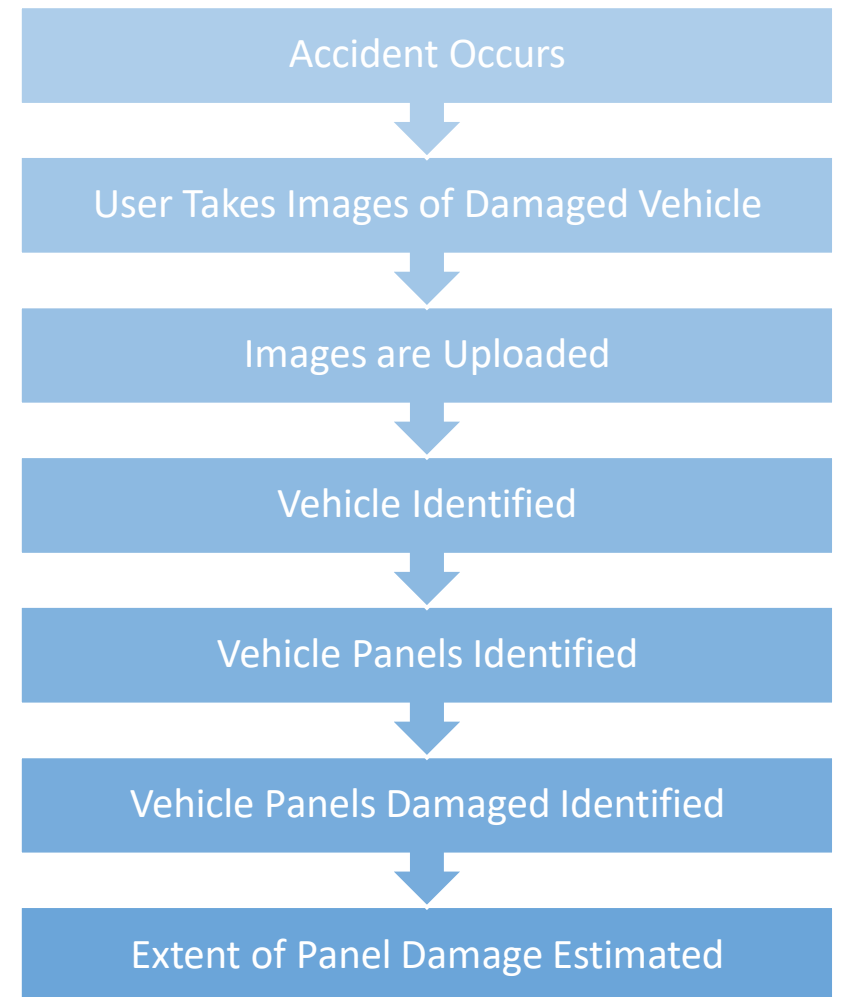 Accident Occurs
User Takes Images of Damaged Vehicle
Images are Uploaded
Vehicle Identified
Vehicle Panels Identified
Vehicle Panels Damaged Identified
Extent of Panel Damage Estimated